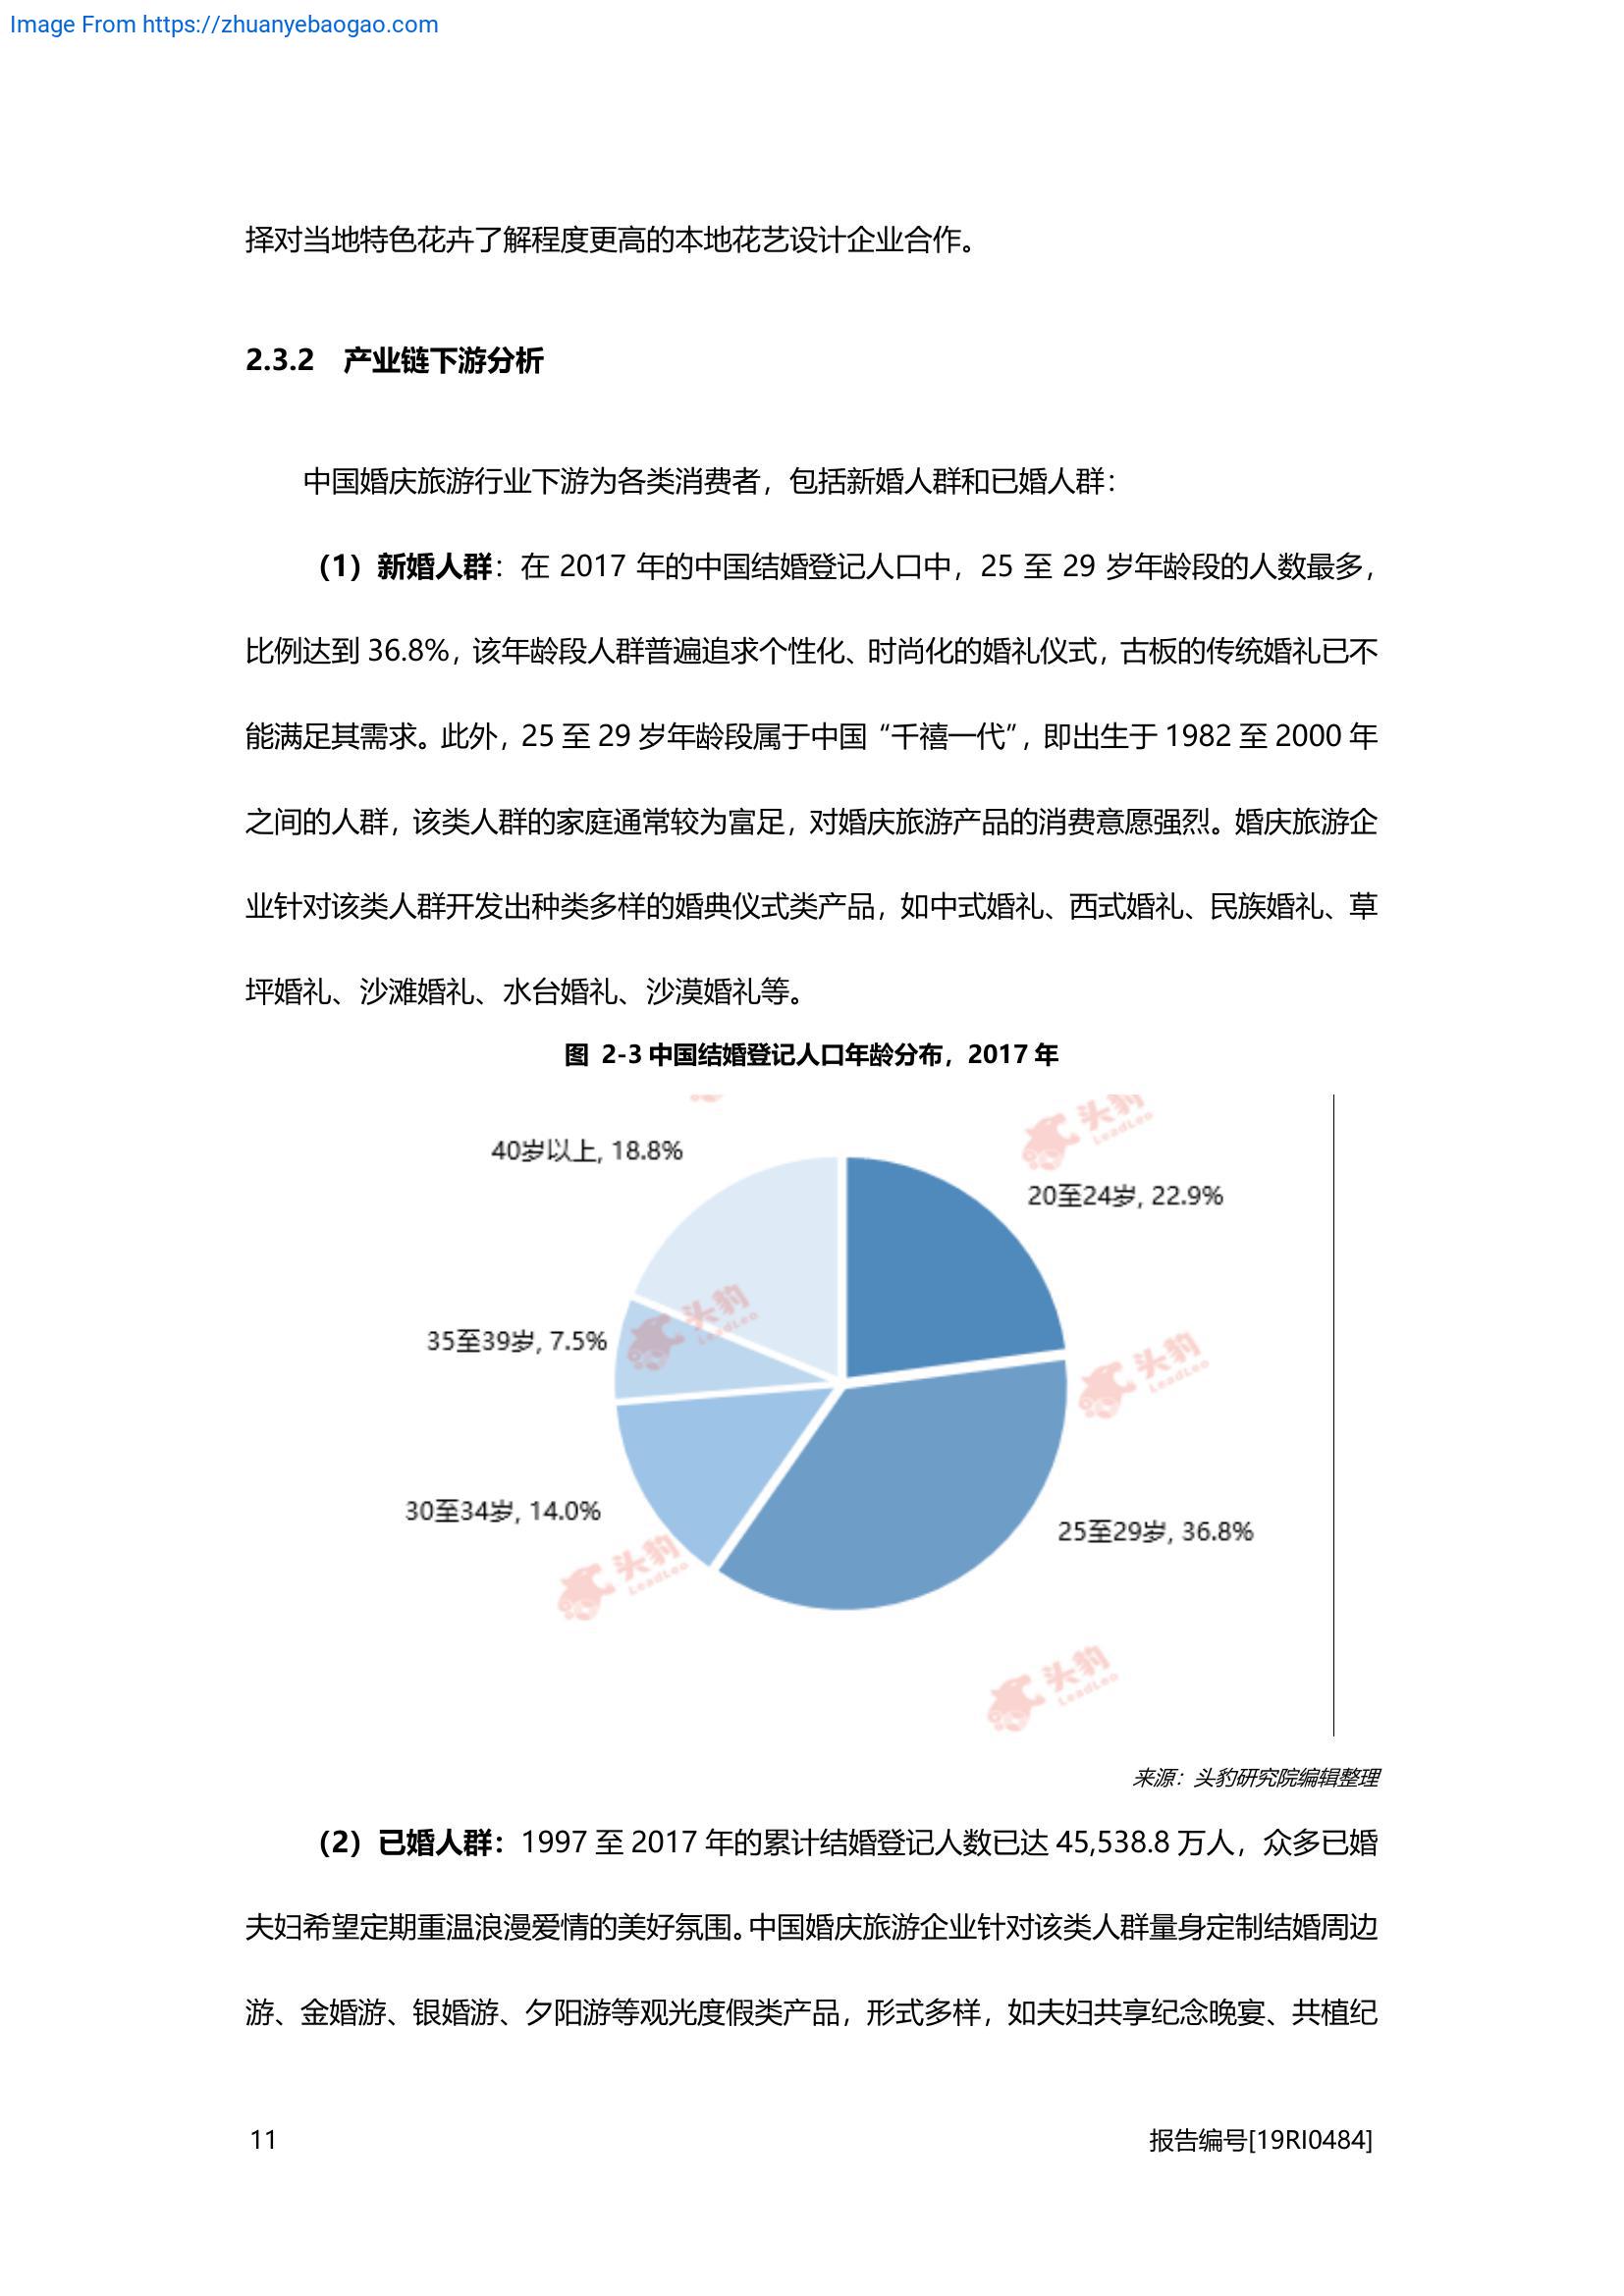 Image From https://zhuanyebaogao.com
择对当地特色花卉了解程度更高的本地花艺设计企业合作。
2.3.2 产业链下游分析
中国婚庆旅游行业下游为各类消费者，包括新婚人群和已婚人群：
（1）新婚人群：在 2017 年的中国结婚登记人口中，25 至 29 岁年龄段的人数最多，
比例达到 36.8%，该年龄段人群普遍追求个性化、时尚化的婚礼仪式，古板的传统婚礼已不
能满足其需求。此外，25 至 29 岁年龄段属于中国“千禧一代”，即出生于 1982 至 2000 年
之间的人群，该类人群的家庭通常较为富足，对婚庆旅游产品的消费意愿强烈。婚庆旅游企
业针对该类人群开发出种类多样的婚典仪式类产品，如中式婚礼、西式婚礼、民族婚礼、草
坪婚礼、沙滩婚礼、水台婚礼、沙漠婚礼等。
图 2-3 中国结婚登记人口年龄分布，2017 年
头豹
LeadLeo
40岁以上, 18.8%
20至24岁, 22.9%
头豹
LeadLeo
35至39岁, 7.5%
头豹
LeadLeo
30至34岁, 14.0%
25至29岁, 36.8%
头豹
LeadLeo
头豹
LeadLeo
来源：头豹研究院编辑整理
（2）已婚人群：1997 至 2017 年的累计结婚登记人数已达 45,538.8 万人，众多已婚
夫妇希望定期重温浪漫爱情的美好氛围。中国婚庆旅游企业针对该类人群量身定制结婚周边
游、金婚游、银婚游、夕阳游等观光度假类产品，形式多样，如夫妇共享纪念晚宴、共植纪
11
报告编号[19RI0484]